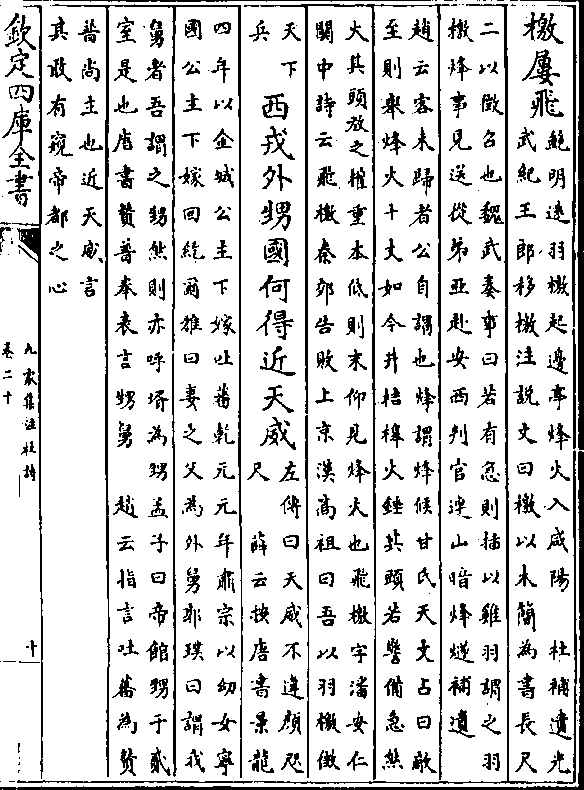 檄屢飛鮑明逺羽檄起邊亭烽火入咸陽　杜補遺光
武紀王郎移檄注説文曰檄以木簡為書長尺
二以徵召也魏武奏事曰若有急則揷以雞羽謂之羽
檄烽事見送從弟亞赴安西判官逆山暗烽燧補遺
趙云客未歸者公自謂也烽謂烽候甘氏天文占曰敵
至則舉烽火十丈如今井桔橰火錘其頭若警備急然
大其頭放之權重本低則末仰見烽火也飛檄字潘安仁
關中詩云飛檄秦郊告敗上京漢高祖曰吾以羽檄徵
天下
兵　西戎外甥國何得近天威左傳曰天威不違顔咫
尺　薛云按唐書景龍
四年以金城公主下嫁吐蕃乾元元年肅宗以幼女寧
國公主下嫁回紇爾雅曰妻之父為外舅郭璞曰謂我
舅者吾謂之甥然則亦呼壻為甥孟子曰帝館甥于貳
室是也唐書贊普奉表言甥舅　趙云指言吐蕃為贊
普尚主也近天威言
其敢有窺帝都之心
欽定四庫全書
九家集注杜詩
卷二十
十